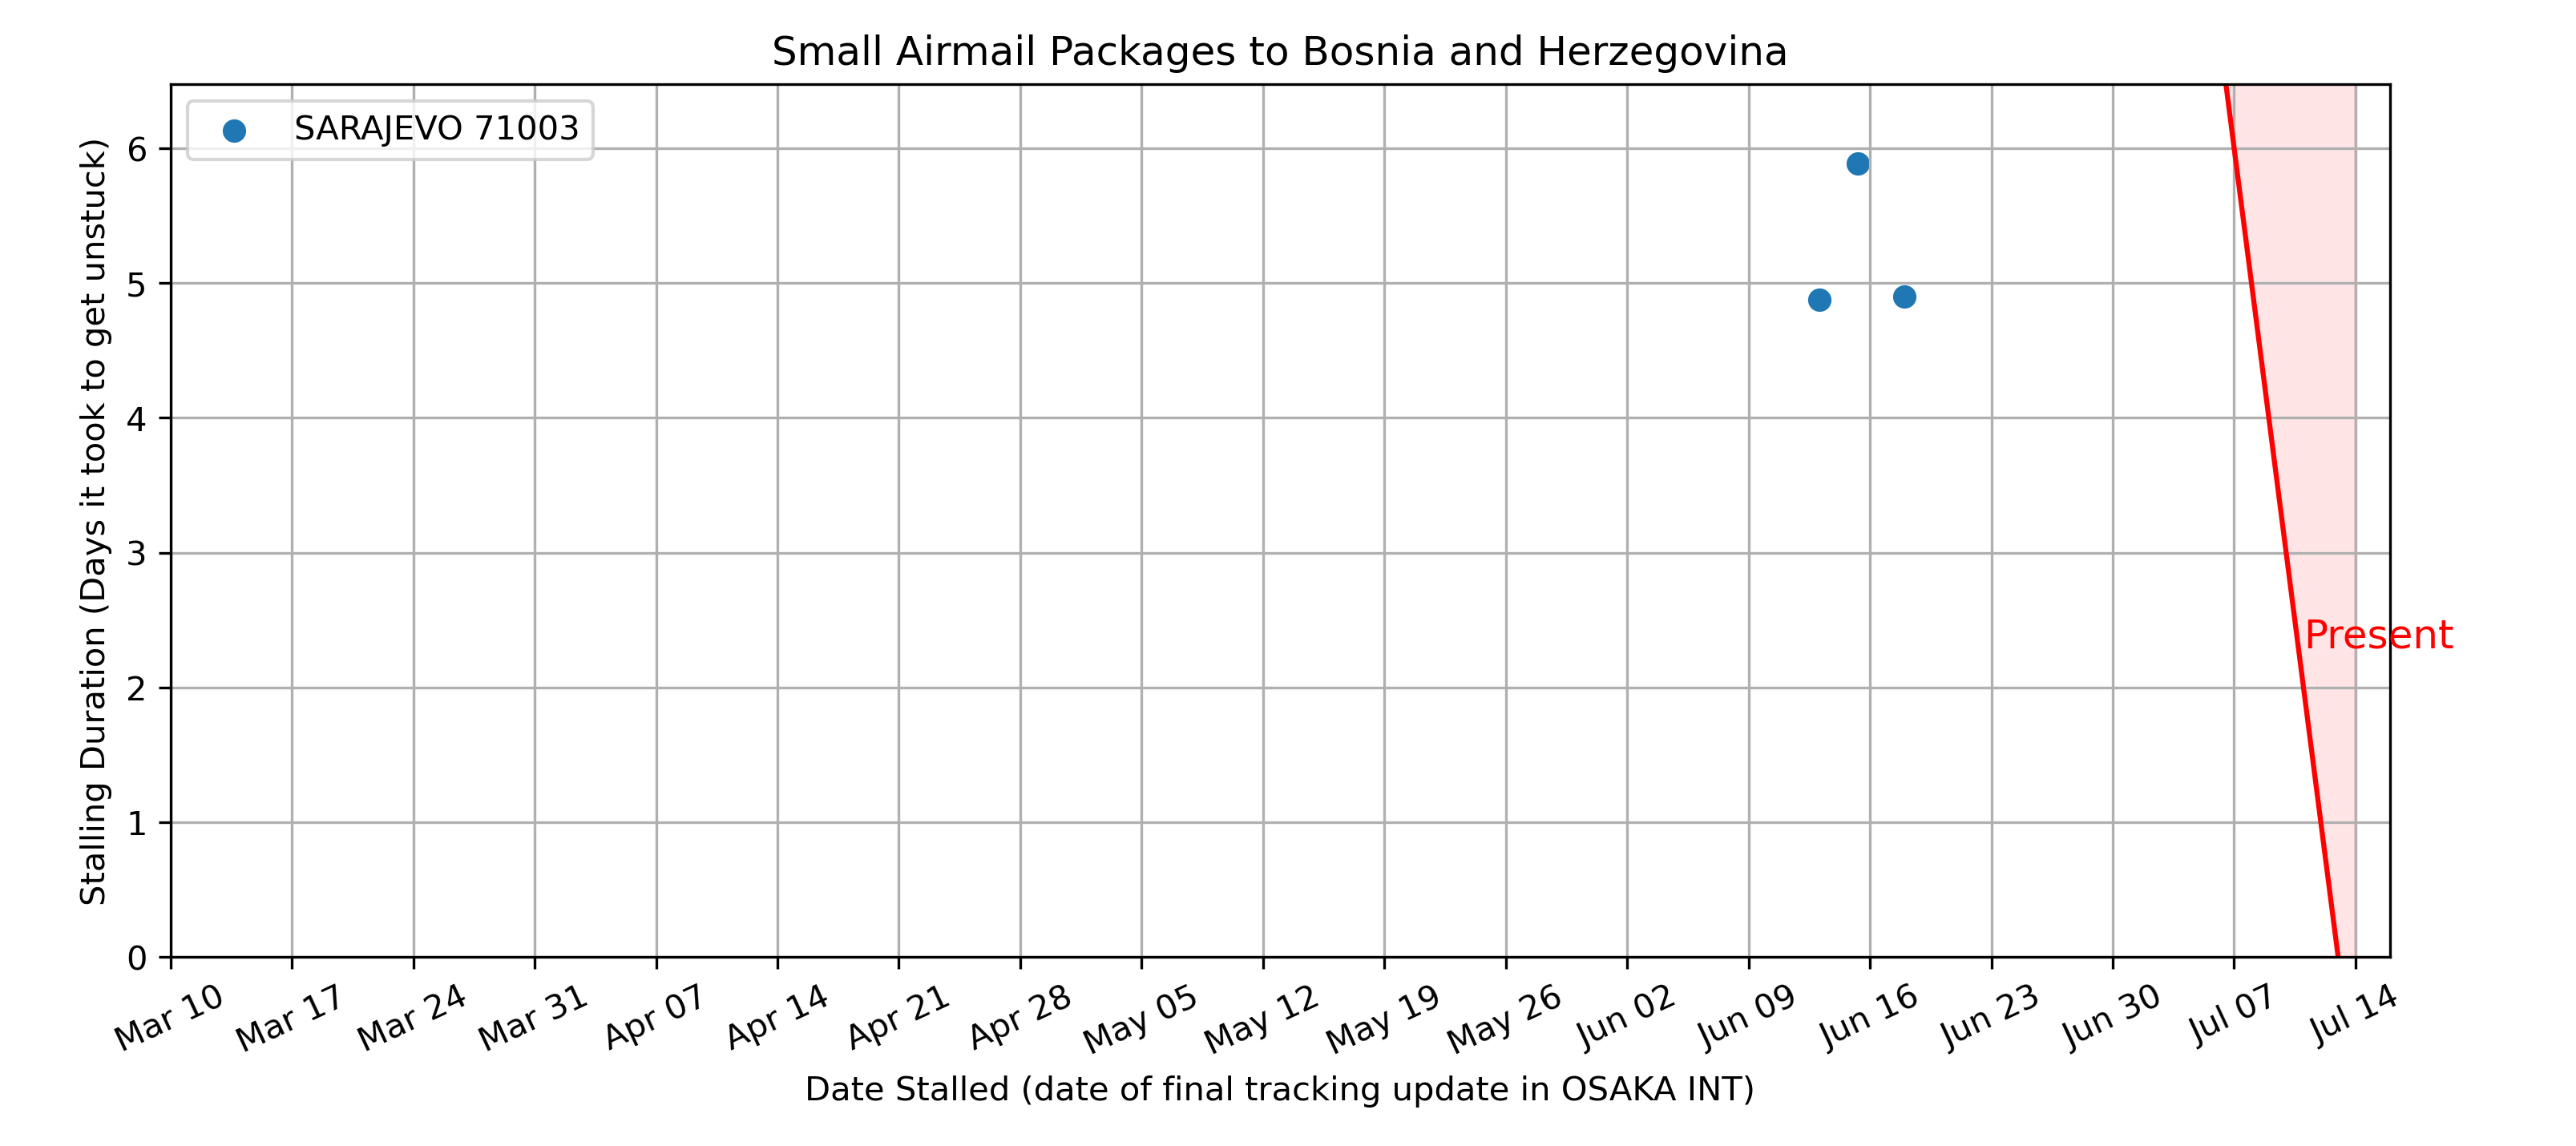 Small Airmail Packages to Bosnia and Herzegovina
SARAJEVO 71003
Stalling Duration (Days it took to get unstuck)
6
5
4
3
2
1
0
Present
Mar 10
Mar 17
Mar 24
Mar 31
Apr 07
Apr 14
Apr 21
Apr 28
May 05
May 12
May 19
May 26
Jun 02
Jun 09
Jun 16
Jun 23
Jun 30
Jul 07
Jul 14
Date Stalled (date of final tracking update in OSAKA INT)